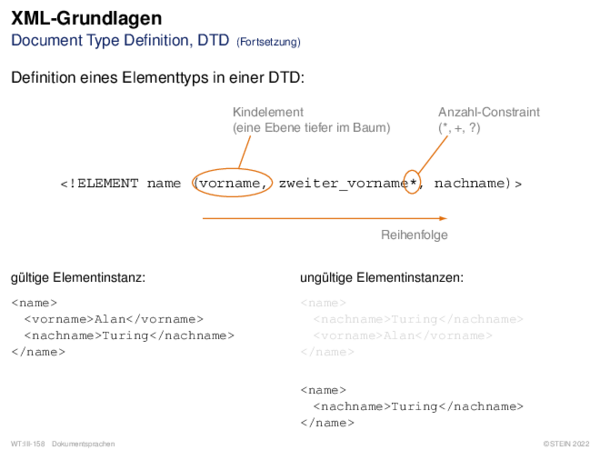 XML-Grundlagen
Document Type Definition, DTD (Fortsetzung)
Definition eines Elementtyps in einer DTD:
Kindelement
(eine Ebene tiefer im Baum)
Anzahl-Constraint
(*, +, ?)
<!ELEMENT name (vorname, zweiter_vorname*, nachname)>
Reihenfolge
gültige Elementinstanz:
<name>
<vorname>Alan</vorname>
<nachname>Turing</nachname>
</name>
ungültige Elementinstanzen:
<name>
<nachname>Turing</nachname>
<vorname>Alan</vorname>
</name>
<name>
<nachname>Turing</nachname>
</name>
WT:III-158 Dokumentsprachen
©STEIN 2022